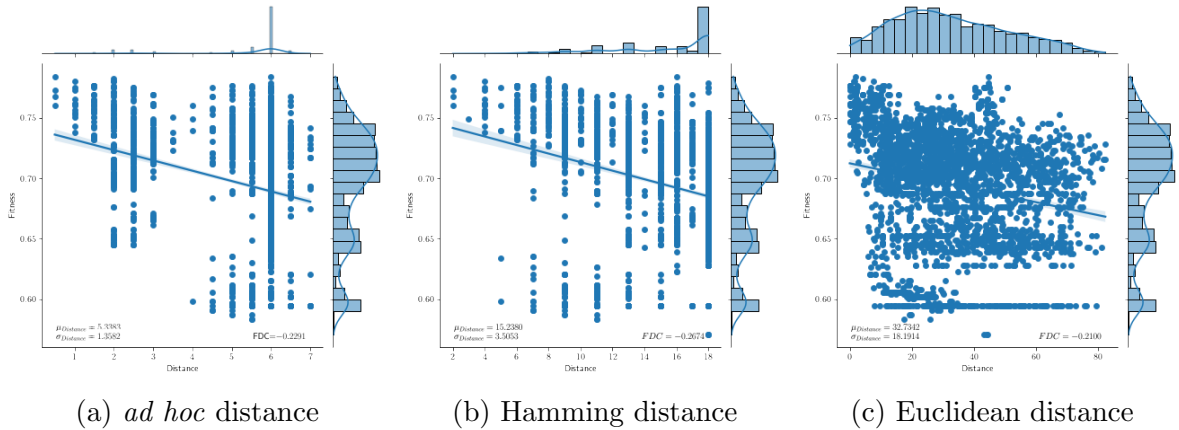 0.75
0.70
0.65
0.60
Fitness
μDistance = 5.3383
σDistance = 1.3582
FDC=−0.2291
1 2 3 4 5 6 7
Distance
(a) ad hoc distance
0.75
0.70
0.65
0.60
Fitness
μDistance = 15.2380
σDistance = 3.5053
FDC = −0.2674
2 4 6 8 10 12 14 16 18
Distance
(b) Hamming distance
0.75
0.70
0.65
0.60
Fitness
μDistance = 32.7342
σDistance = 18.1914
FDC = −0.2100
0 20 40 60 80
Distance
(c) Euclidean distance